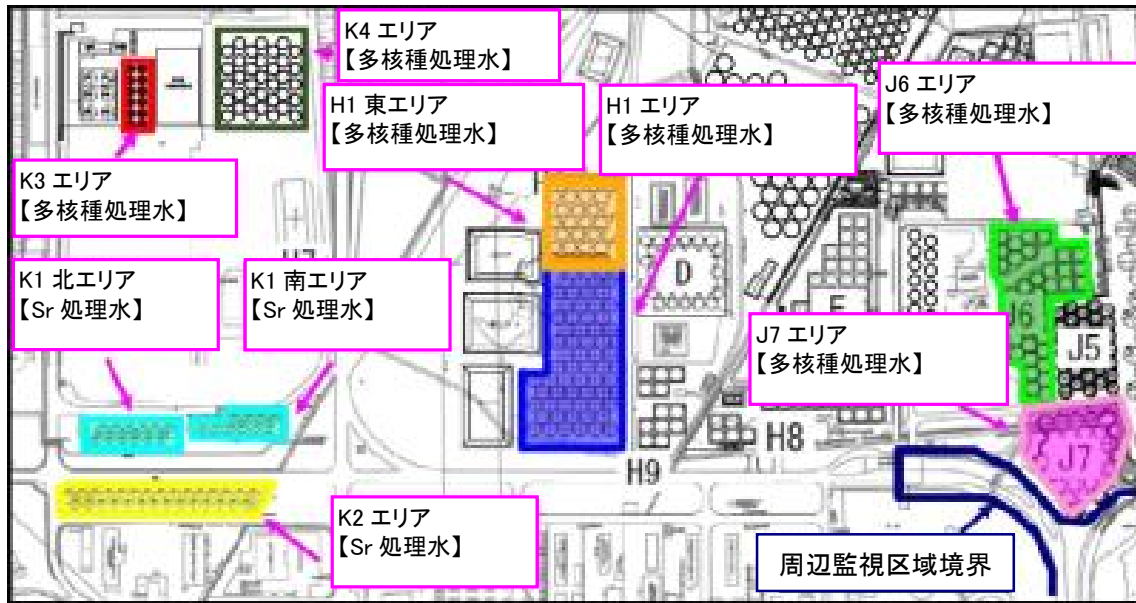 K4 エリア
【多核種処理水】
H1 東エリア
【多核種処理水】
H1 エリア
【多核種処理水】
J6 エリア
【多核種処理水】
K3 エリア
【多核種処理水】
K1 北エリア
【Sr 処理水】
K1 南エリア
【Sr 処理水】
D
J6
J5
J7 エリア
【多核種処理水】
H8
H9
J7
K2 エリア
【Sr 処理水】
周辺監視区域境界